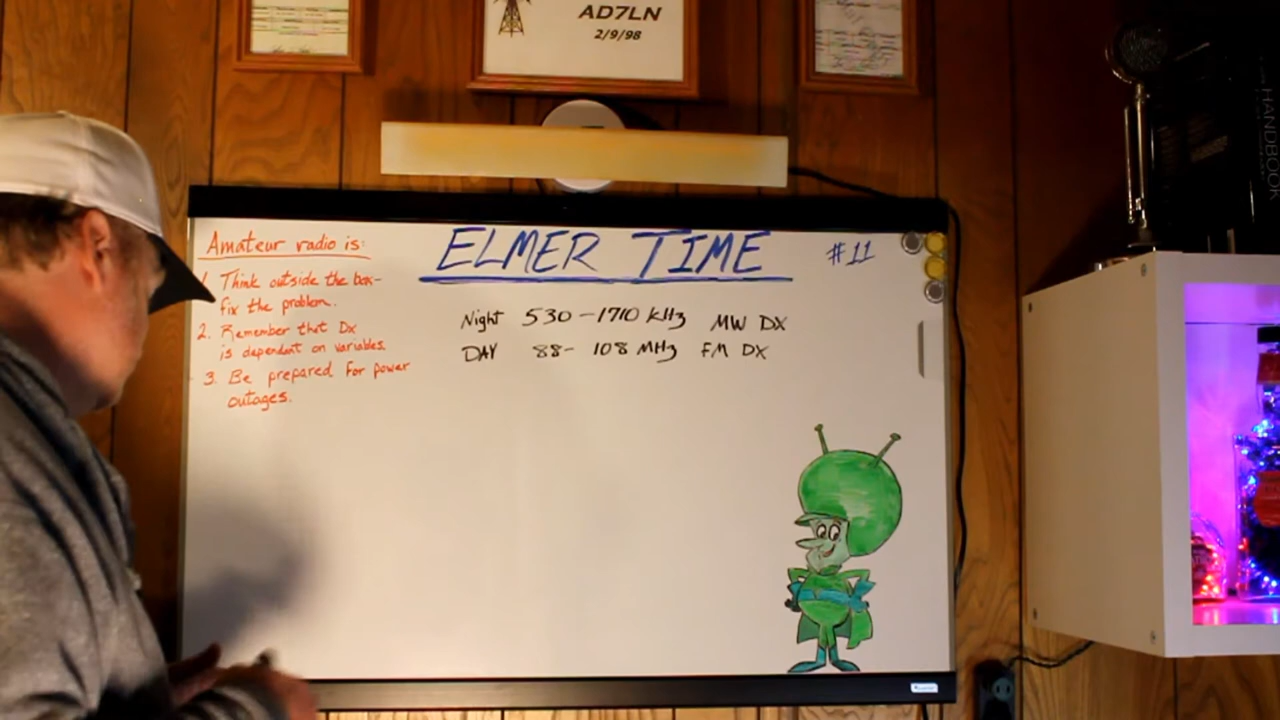 AD7LN
2/9/98
HANDBOOK
ELMER TIME
#11
Amateur radio is:
1. Think outside the box-
fix the problem.
2. Remember that Dx
is dependant on variables.
3. Be prepared for power
outages.
Night 530-1710 kHz MW DX
DAY 88- 108 MHz FM DX